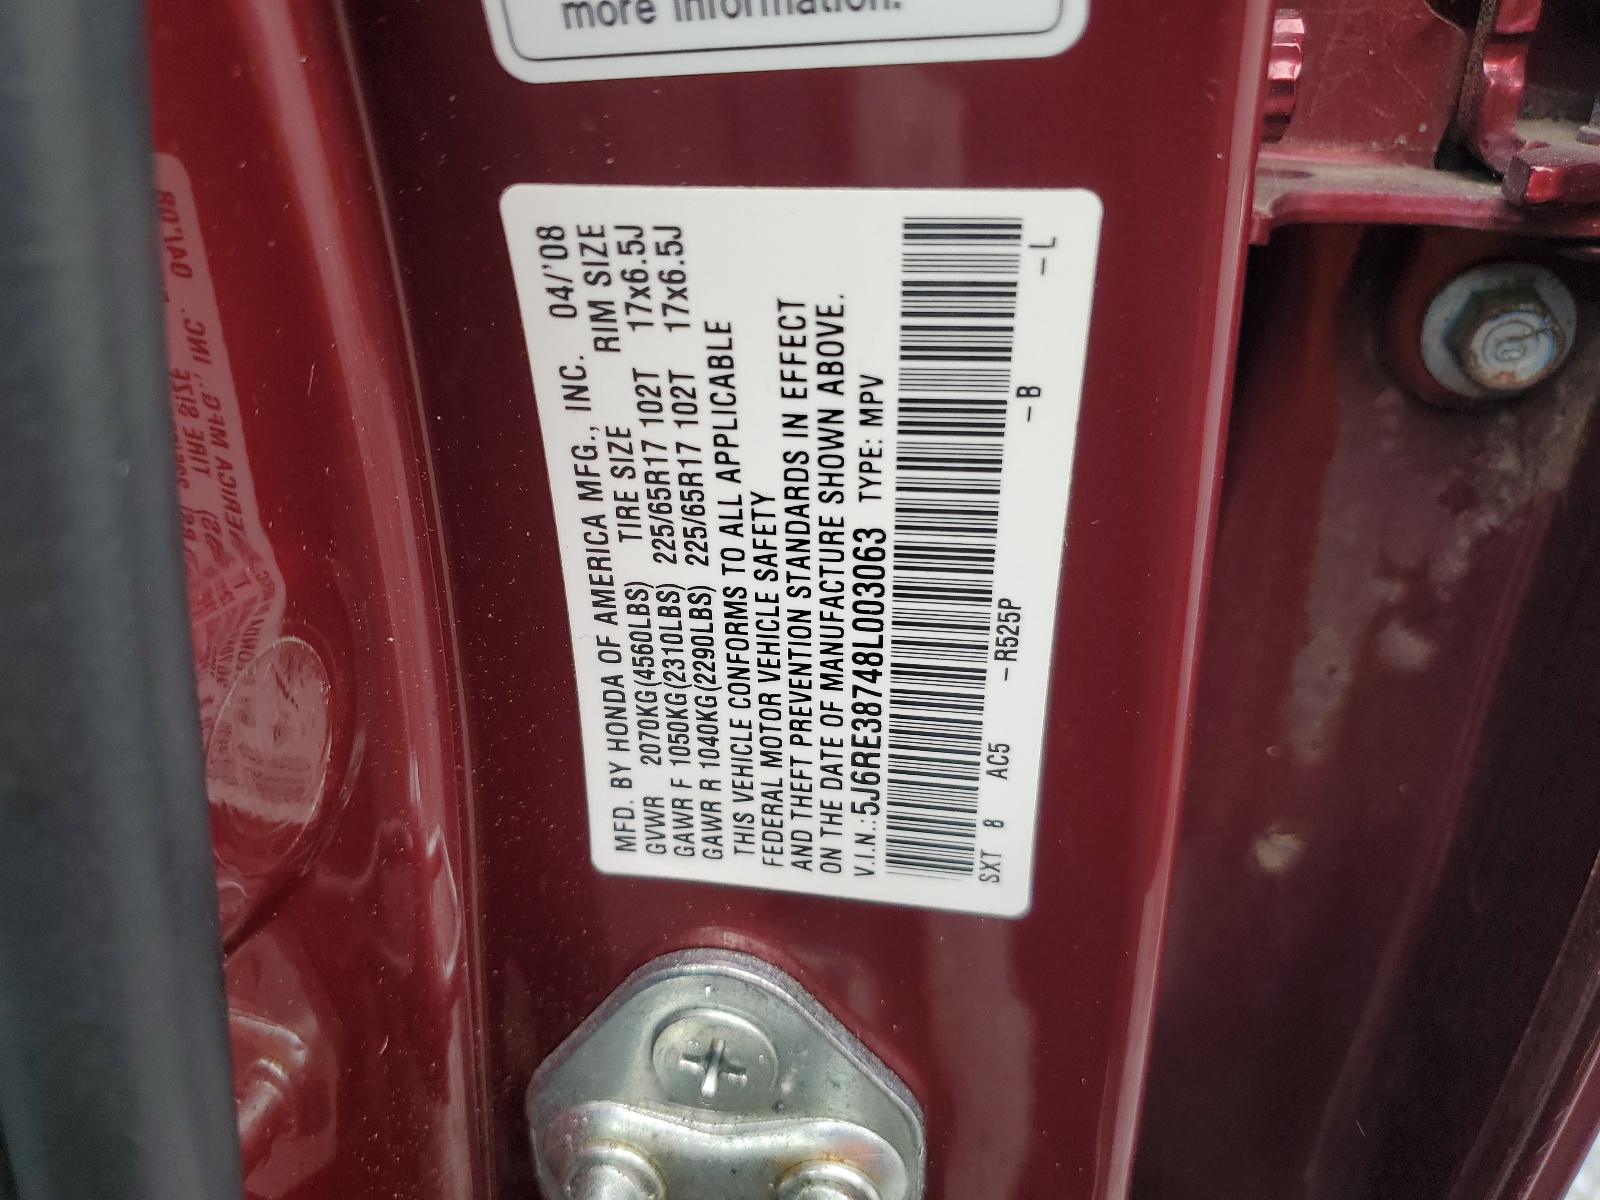 more information.
MFD. BY HONDA OF AMERICA MFG., INC. 04/'08
GVWR 2070KG(4560LBS) TIRE SIZE RIM SIZE
GAWR F 1050KG(2310LBS) 225/65R17 102T 17x6.5J
GAWR R 1040KG(2290LBS) 225/65R17 102T 17x6.5J
THIS VEHICLE CONFORMS TO ALL APPLICABLE
FEDERAL MOTOR VEHICLE SAFETY
AND THEFT PREVENTION STANDARDS IN EFFECT
ON THE DATE OF MANUFACTURE SHOWN ABOVE.
V.I.N.:5J6RE38748L003063 TYPE: MPV
SXT 8 AC5 -R525P -B -L